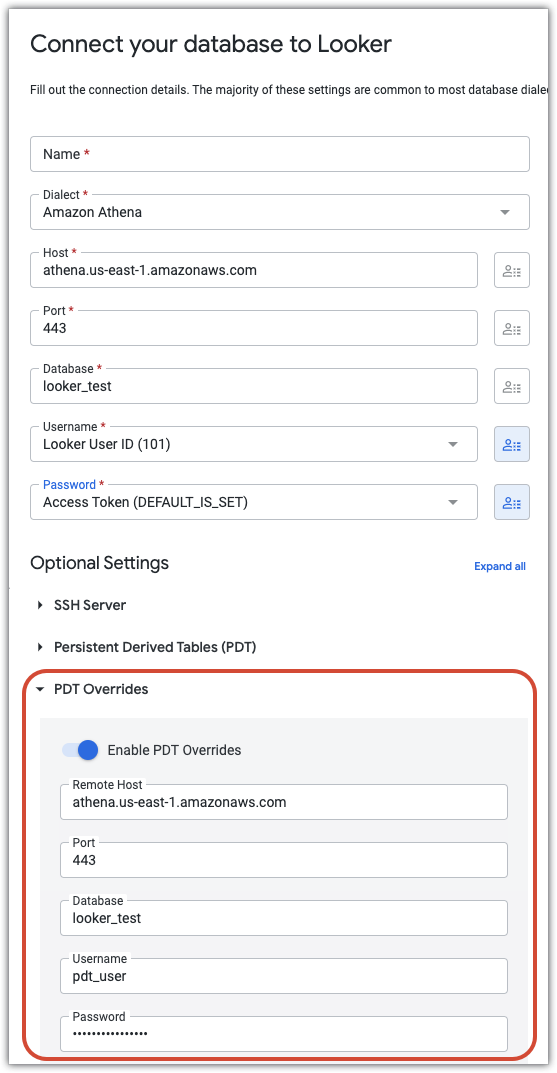 Connect your database to Looker
Fill out the connection details. The majority of these settings are common to most database diale
Name *
Dialect *
Amazon Athena
Host *
athena.us-east-1.amazonaws.com
Port *
443
Database *
looker_test
Username *
Looker User ID (101)
Password *
Access Token (DEFAULT_IS_SET)
Optional Settings
Expand all
SSH Server
Persistent Derived Tables (PDT)
PDT Overrides
Enable PDT Overrides
Remote Host
athena.us-east-1.amazonaws.com
Port
443
Database
looker_test
Username
pdt_user
Password
••••••••••••••••